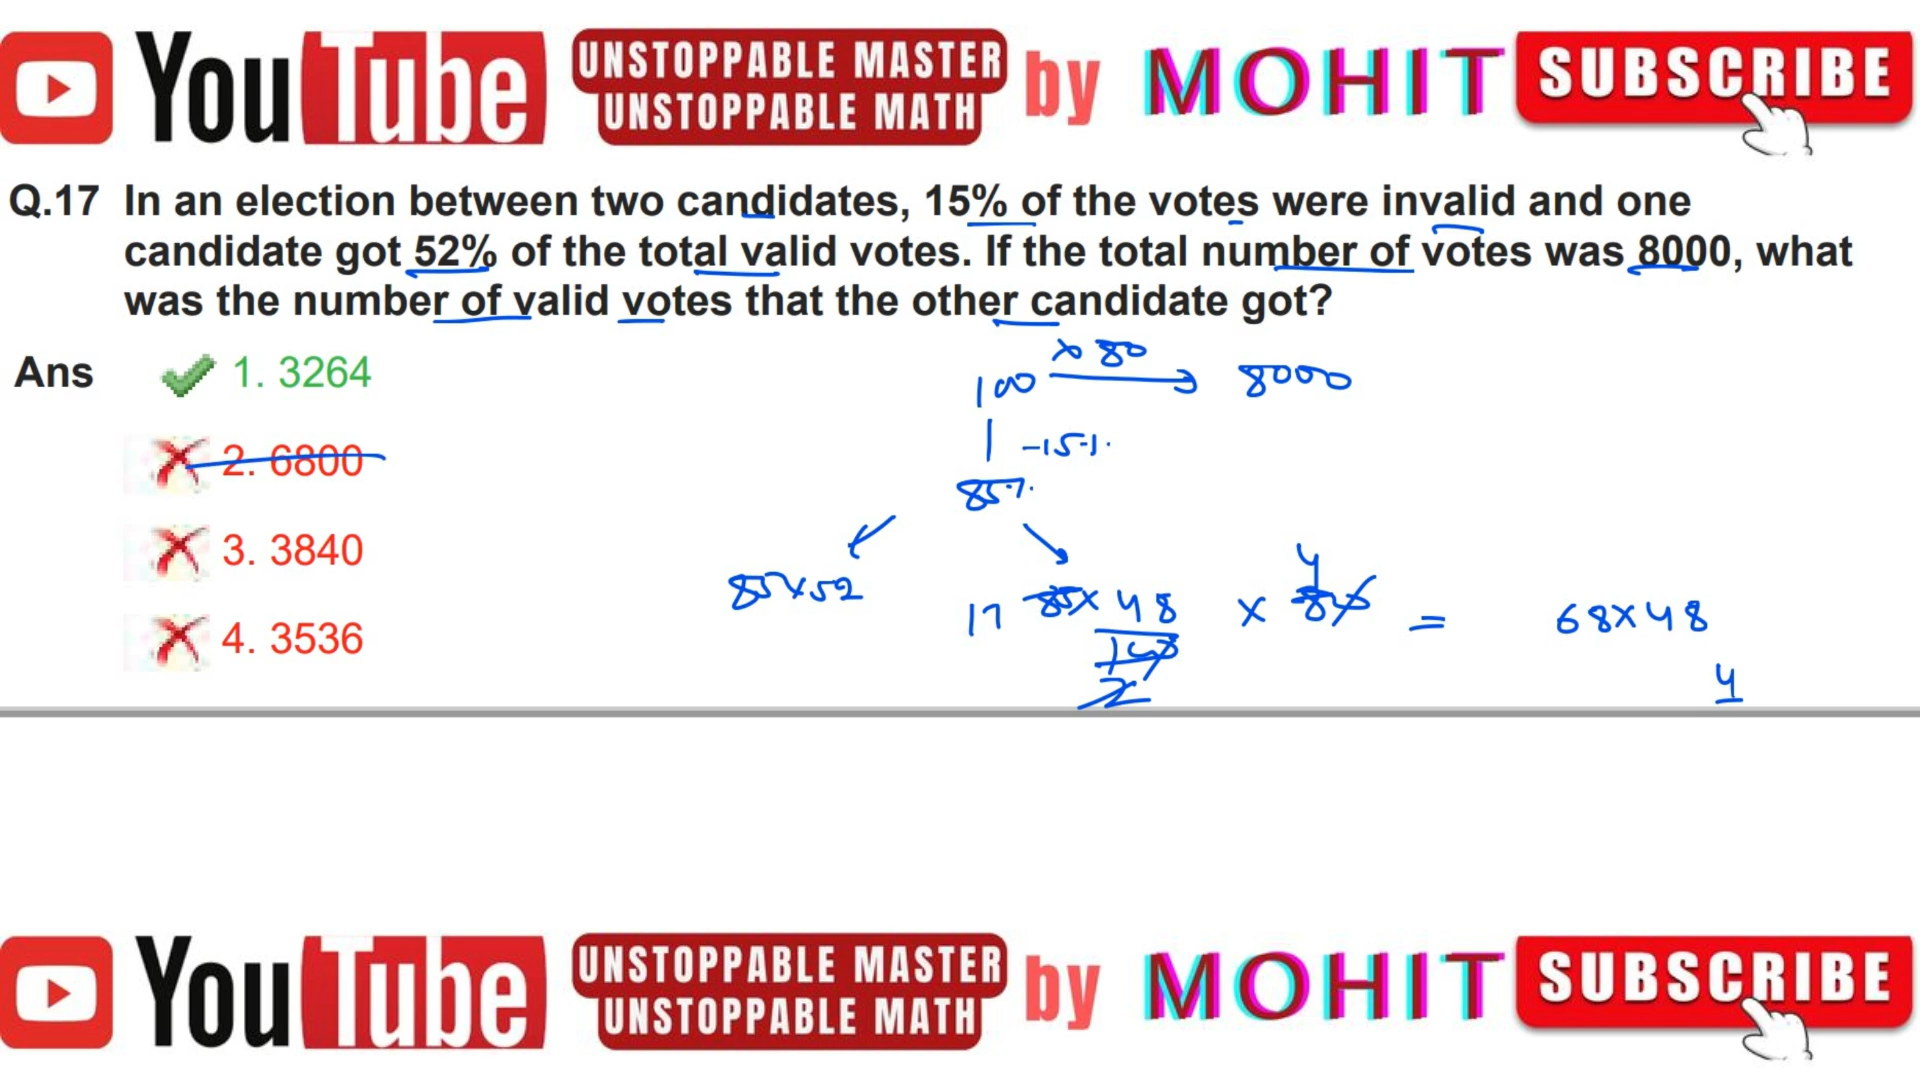 YouTube UNSTOPPABLE MASTER by MOHIT SUBSCRIBE
UNSTOPPABLE MATH
Q.17 In an election between two candidates, 15% of the votes were invalid and one
candidate got 52% of the total valid votes. If the total number of votes was 8000, what
was the number of valid votes that the other candidate got?
Ans 1. 3264
2. 6800
3. 3840
4. 3536
× 80
100 → 8000
-15%
85%
85×52
17 85× 48 × 80 = 68×48
4
100
2
4
YouTube UNSTOPPABLE MASTER by MOHIT SUBSCRIBE
UNSTOPPABLE MATH